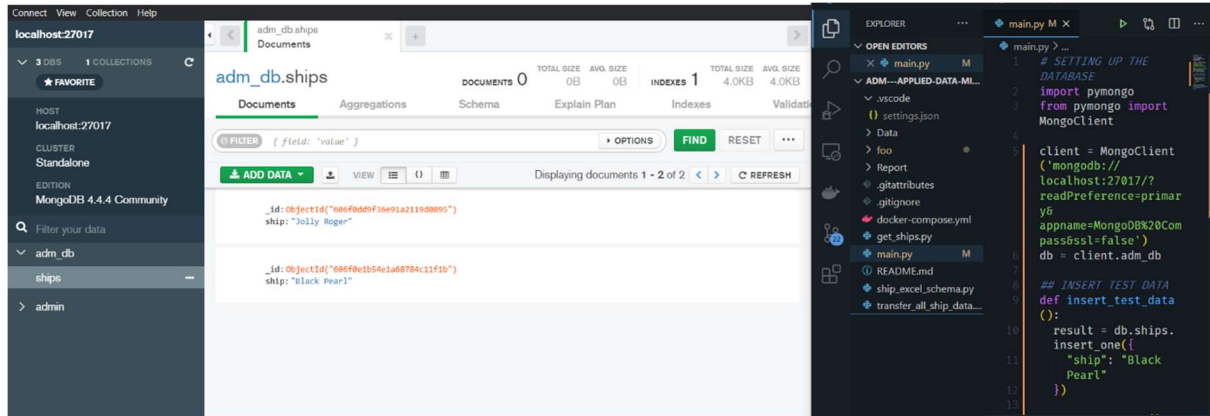 Connect View Collection Help
localhost:27017
3 DBS 1 COLLECTIONS
FAVORITE
HOST
localhost:27017
CLUSTER
Standalone
EDITION
MongoDB 4.4.4 Community
Filter your data
adm_db
ships
admin
adm_db.ships
Documents
adm_db.ships
DOCUMENTS 0 TOTAL SIZE 0B AVG. SIZE 0B INDEXES 1 TOTAL SIZE 4.0KB AVG. SIZE 4.0KB
Documents Aggregations Schema Explain Plan Indexes Validati
FILTER { field: 'value' } OPTIONS FIND RESET ...
ADD DATA VIEW Displaying documents 1 - 2 of 2 REFRESH
_id:ObjectId("606f0dd9f36e91a2119d0895")
ship:"Jolly Roger"
_id:ObjectId("606f0e1b54e1a68784c11f1b")
ship:"Black Pearl"
EXPLORER ...
OPEN EDITORS
main.py M
ADM---APPLIED-DATA-MI...
.vscode
settings.json
Data
foo
Report
.gitattributes
.gitignore
docker-compose.yml
get_ships.py
main.py M
README.md
ship_excel_schema.py
transfer_all_ship_data....
22
main.py M
main.py > ...
1 # SETTING UP THE
DATABASE
2 import pymongo
3 from pymongo import
MongoClient
4
5 client = MongoClient
('mongodb://
localhost:27017/?
readPreference=primar
y&
appname=MongoDB%20Com
pass&ssl=false')
6 db = client.adm_db
7
8 ## INSERT TEST DATA
9 def insert_test_data
():
10 result = db.ships.
insert_one({
11 "ship": "Black
Pearl"
12 })
13